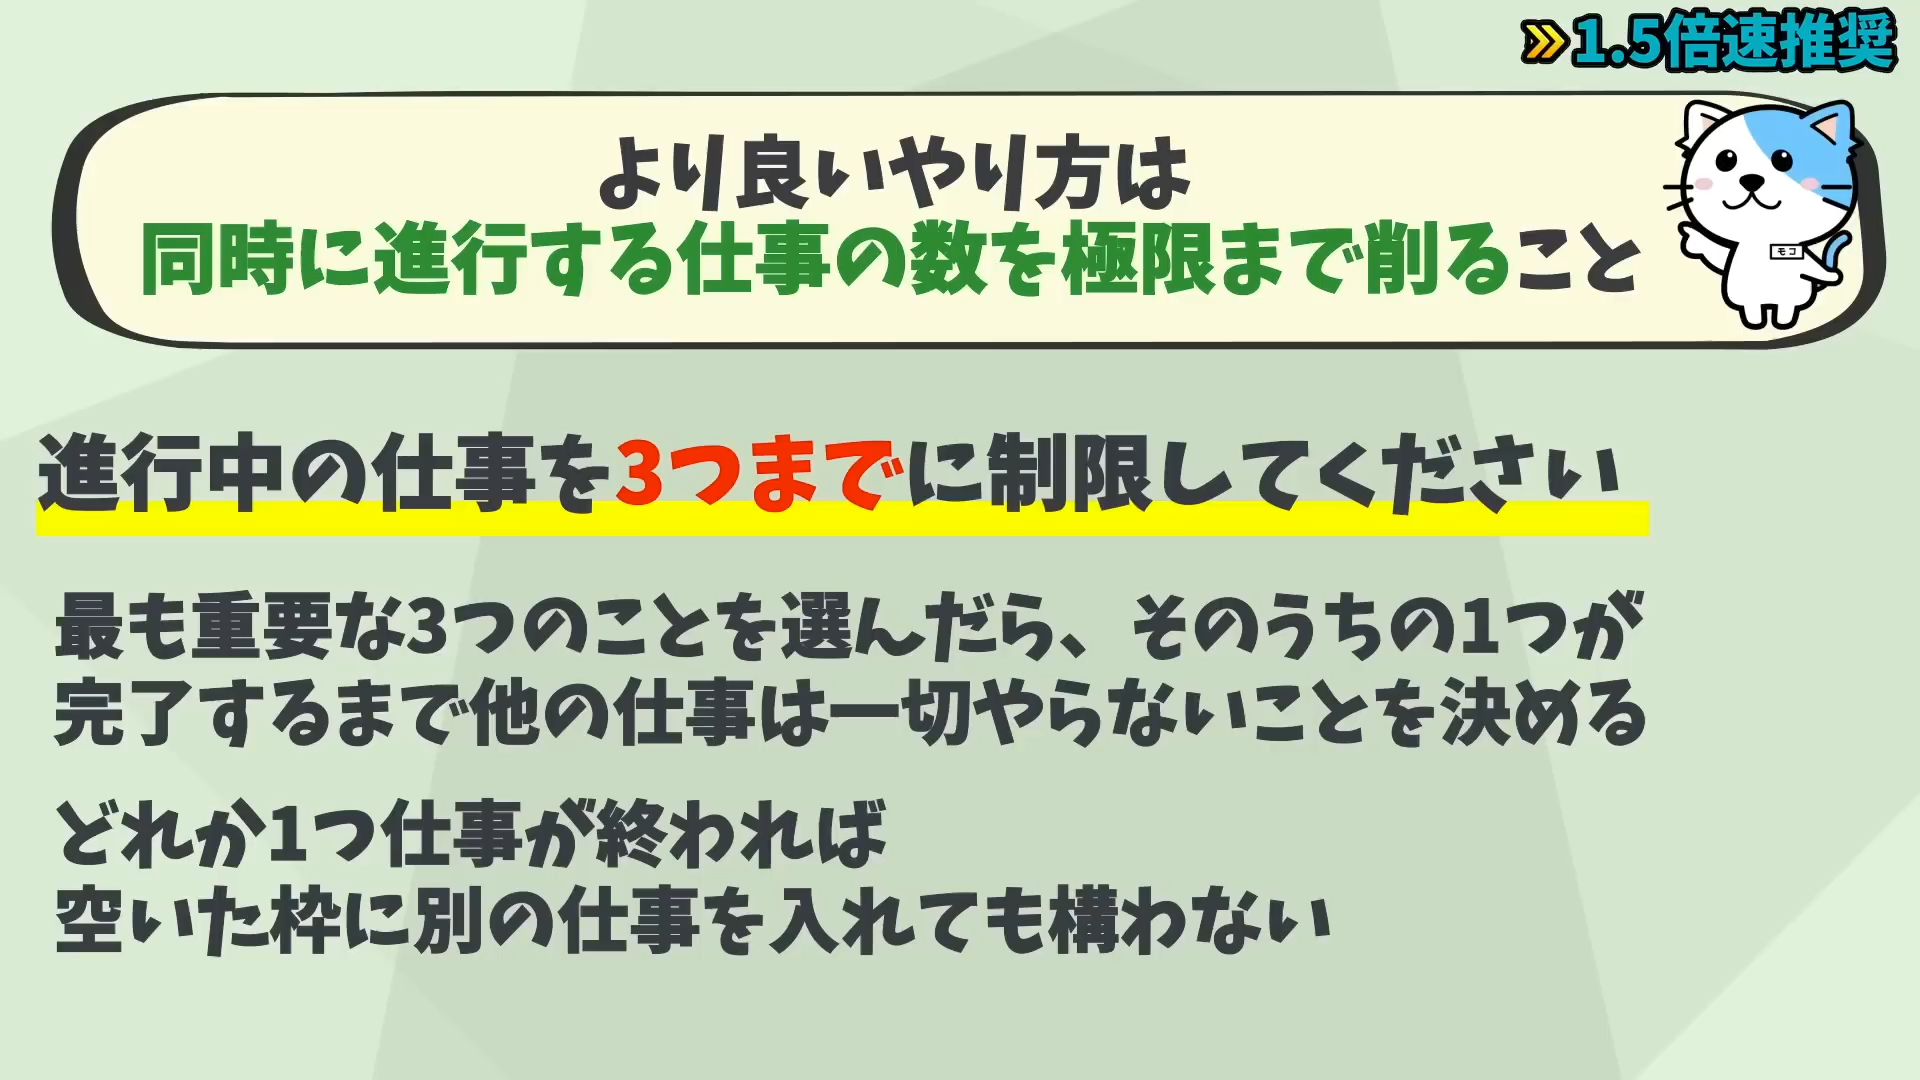 1.5倍速推奨
より良いやり方は
同時に進行する仕事の数を極限まで削ること
モコ
進行中の仕事を3つまでに制限してください
最も重要な3つのことを選んだら、そのうちの1つが
完了するまで他の仕事は一切やらないことを決める
どれか1つ仕事が終われば
空いた枠に別の仕事を入れても構わない